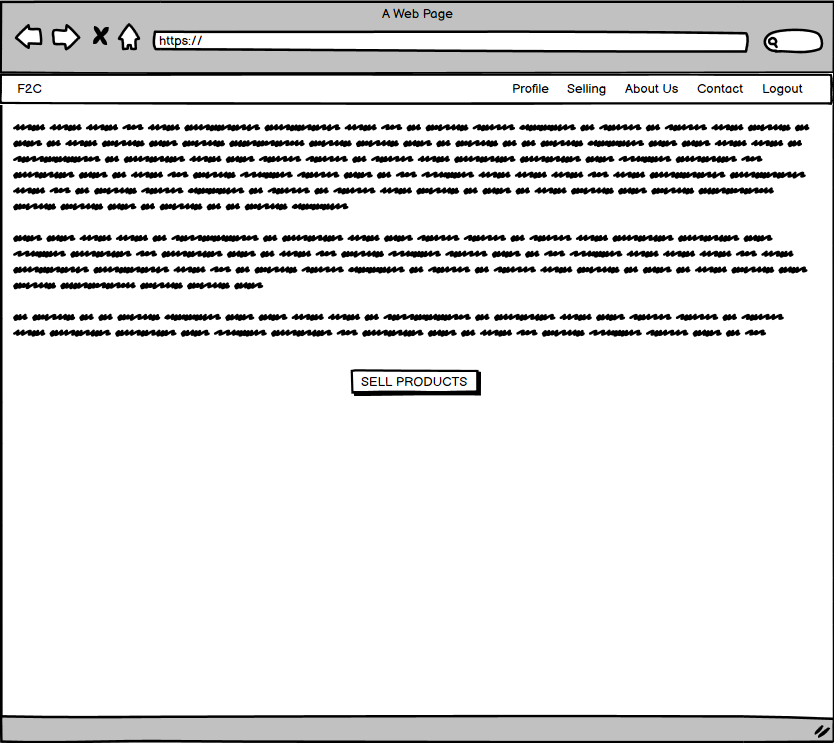 A Web Page
https://
F2C Profile Selling About Us Contact Logout
SELL PRODUCTS